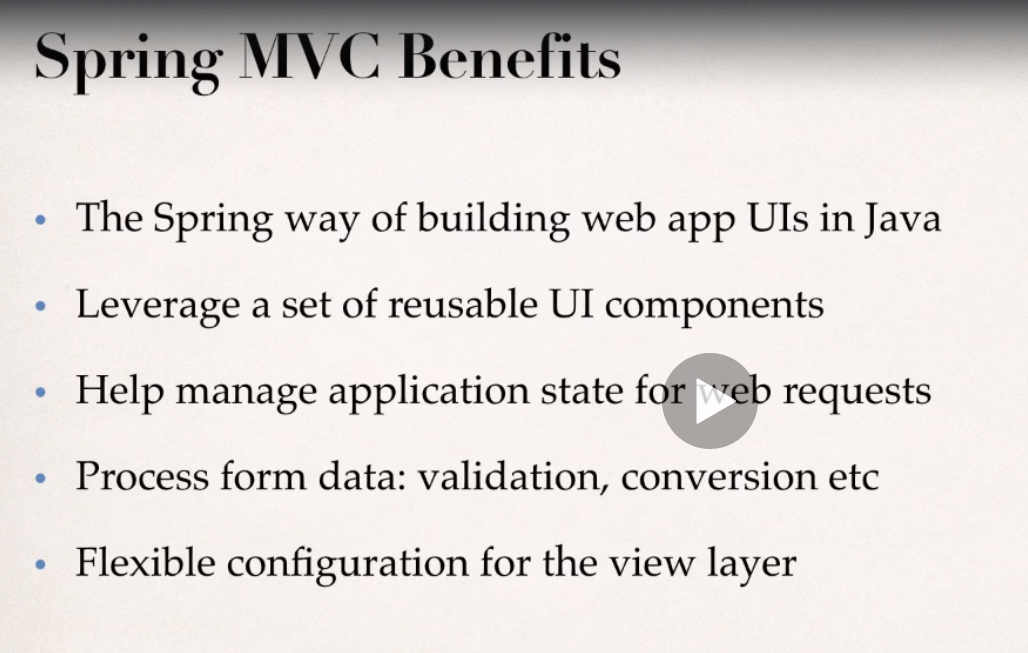 Spring MVC Benefits
• The Spring way of building web app UIs in Java
• Leverage a set of reusable UI components
• Help manage application state for web requests
• Process form data: validation, conversion etc
• Flexible configuration for the view layer